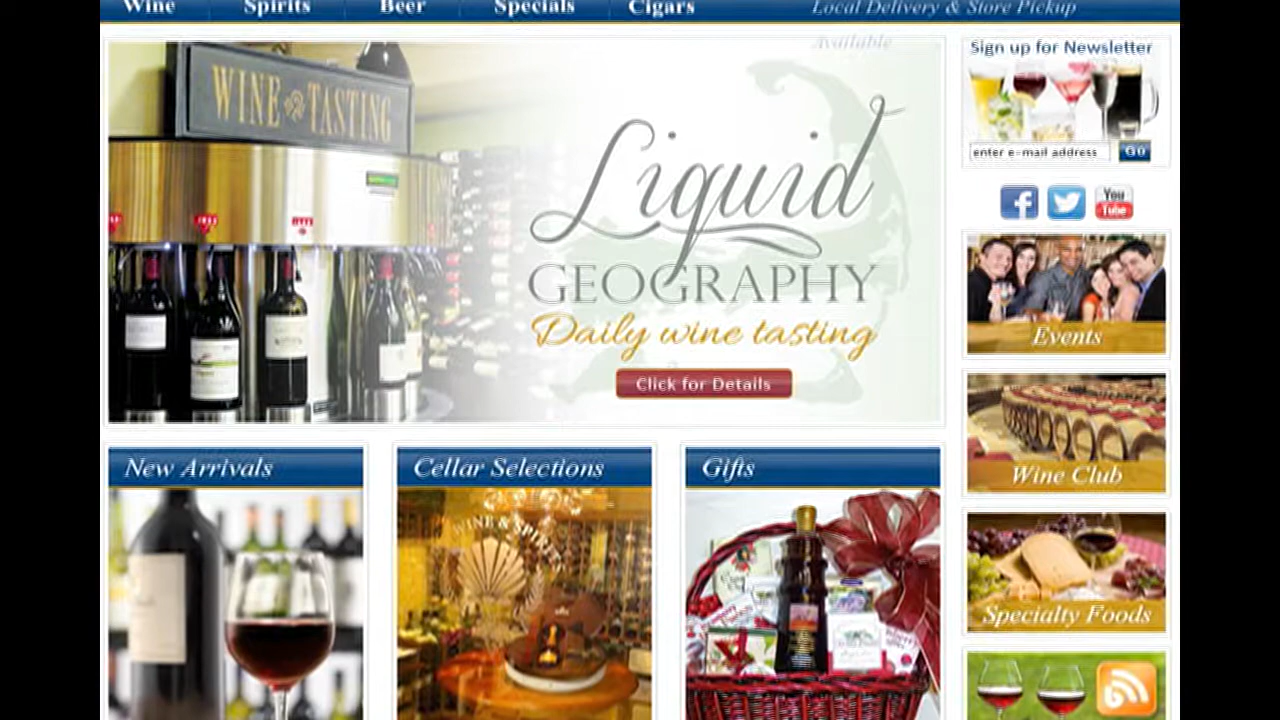 Wine Spirits Beer Specials Cigars Local Delivery & Store Pickup
Available
Sign up for Newsletter
WINE TASTING
enter e-mail address Go
Liquid
GEOGRAPHY
Daily wine tasting
Click for Details
You
Tube
Events
Wine Club
New Arrivals
Cellar Selections
Gifts
WINE & SPIRITS
Specialty Foods